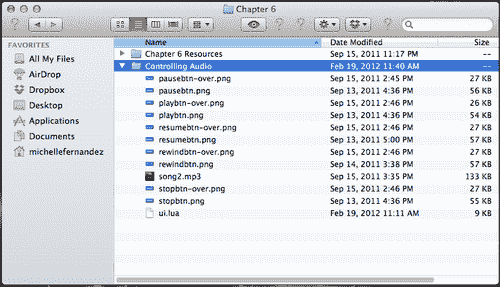 Chapter 6
FAVORITES
All My Files
AirDrop
Dropbox
Desktop
Applications
Documents
michellefernandez
Name Date Modified Size
Chapter 6 Resources Sep 15, 2011 11:17 PM --
Controlling Audio Feb 19, 2012 11:40 AM --
pausebtn-over.png Sep 15, 2011 2:45 PM 27 KB
pausebtn.png Sep 13, 2011 4:36 PM 56 KB
playbtn-over.png Sep 15, 2011 2:46 PM 27 KB
playbtn.png Sep 13, 2011 4:36 PM 54 KB
resumebtn-over.png Sep 15, 2011 2:46 PM 27 KB
resumebtn.png Sep 13, 2011 5:00 PM 57 KB
rewindbtn-over.png Sep 15, 2011 2:46 PM 27 KB
rewindbtn.png Sep 14, 2011 3:38 PM 57 KB
song2.mp3 Sep 15, 2011 3:35 PM 133 KB
stopbtn-over.png Sep 15, 2011 2:46 PM 27 KB
stopbtn.png Sep 13, 2011 4:36 PM 55 KB
ui.lua Feb 19, 2012 11:11 AM 9 KB